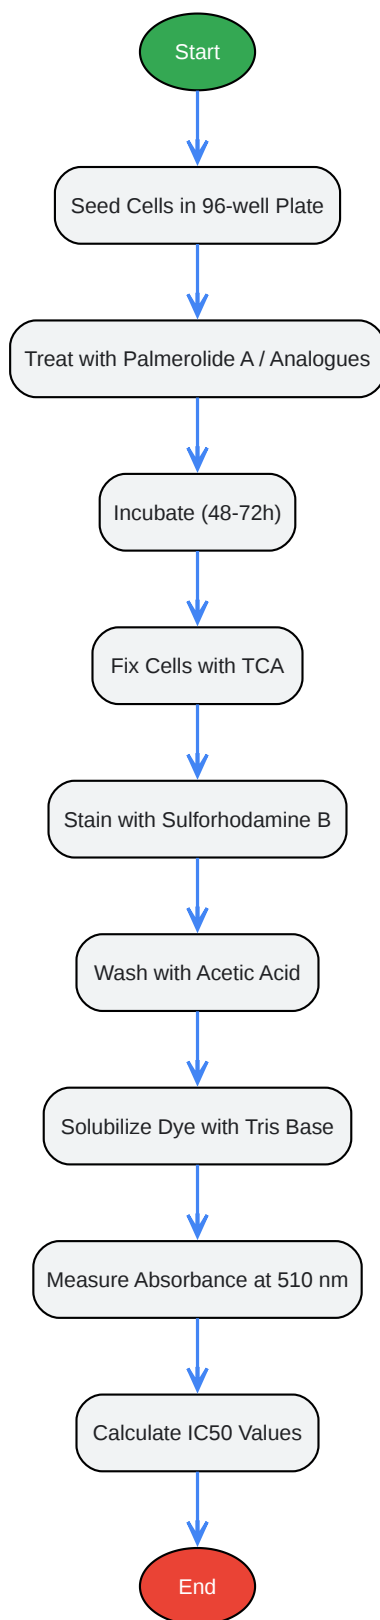 Start
Seed Cells in 96-well Plate
Treat with Palmerolide A / Analogues
Incubate (48-72h)
Fix Cells with TCA
Stain with Sulforhodamine B
Wash with Acetic Acid
Solubilize Dye with Tris Base
Measure Absorbance at 510 nm
Calculate IC50 Values
End